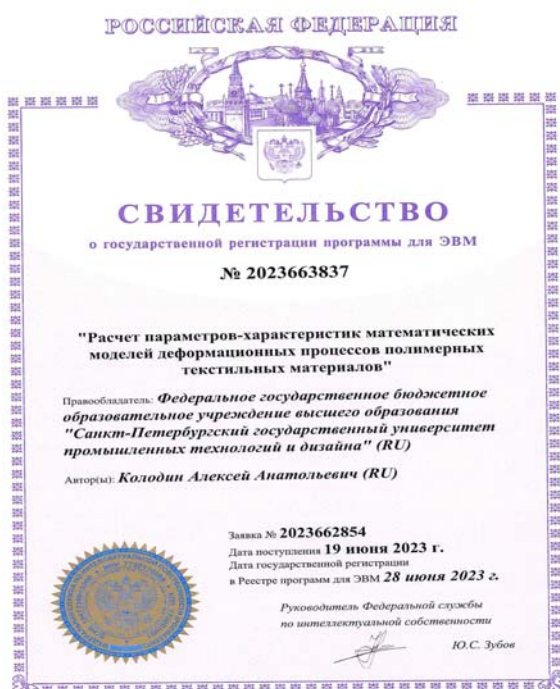 РОССИЙСКАЯ ФЕДЕРАЦИЯ
СВИДЕТЕЛЬСТВО
о государственной регистрации программы для ЭВМ
№ 2023663837
"Расчет параметров-характеристик математических
моделей деформационных процессов полимерных
текстильных материалов"
Правообладатель: Федеральное государственное бюджетное
образовательное учреждение высшего образования
"Санкт-Петербургский государственный университет
промышленных технологий и дизайна" (RU)
Автор(ы): Колодин Алексей Анатольевич (RU)
Заявка № 2023662854
Дата поступления 19 июня 2023 г.
Дата государственной регистрации
в Реестре программ для ЭВМ 28 июня 2023 г.
Руководитель Федеральной службы
по интеллектуальной собственности
Ю.С. Зубов